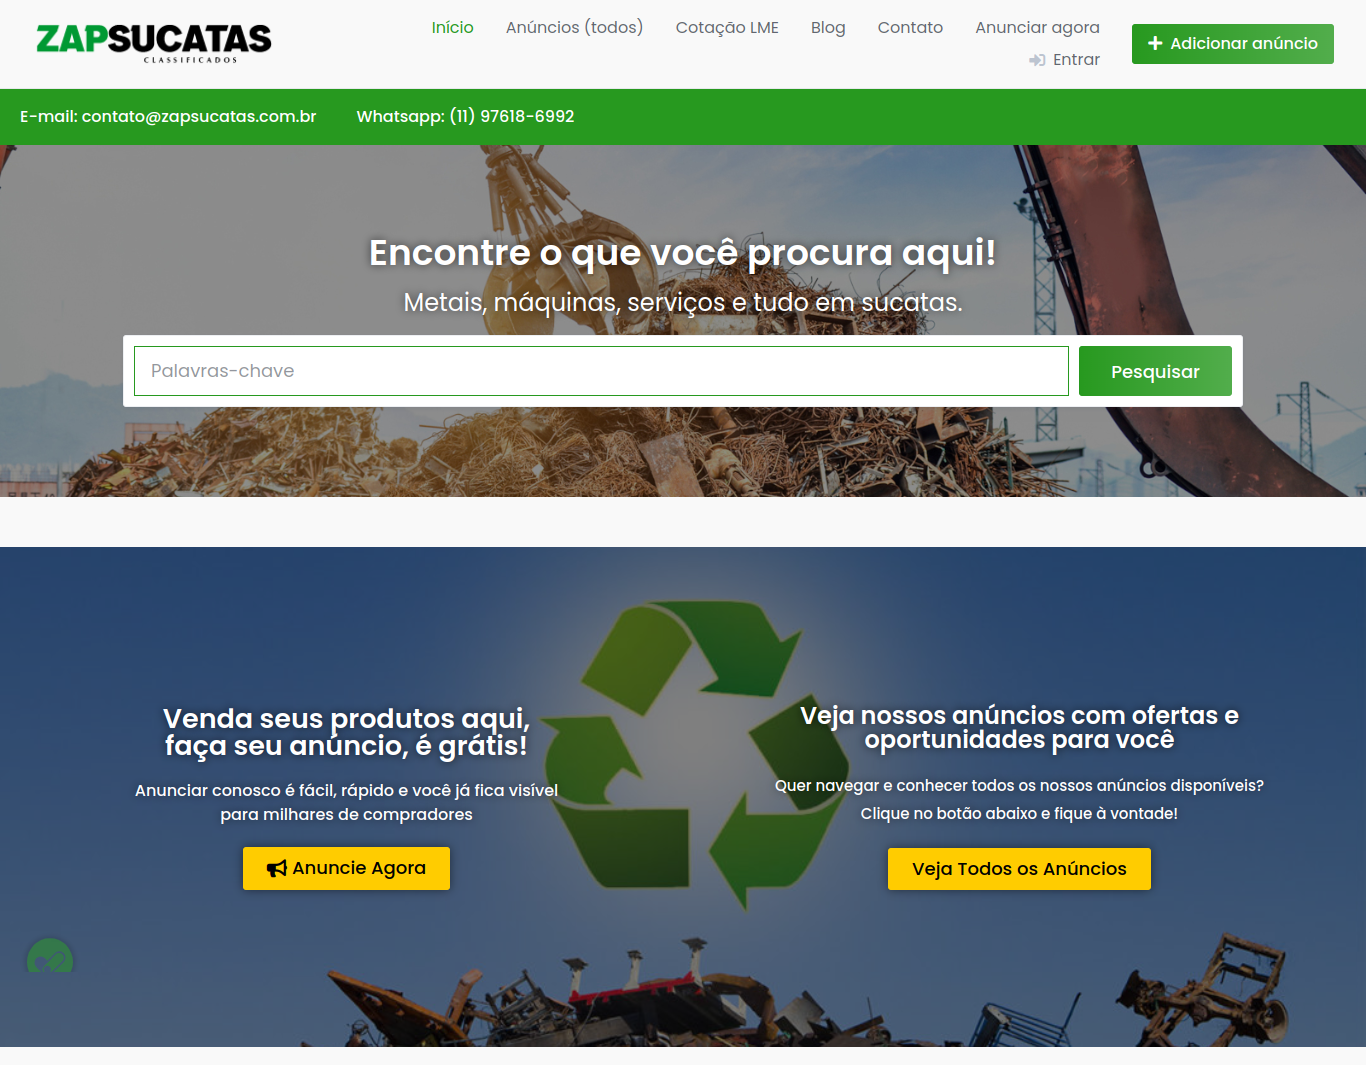 ZAPSUCATAS
CLASSIFICADOS
Início
Anúncios (todos)
Cotação LME
Blog
Contato
Anunciar agora
Entrar
Adicionar anúncio
E-mail: contato@zapsucatas.com.br
Whatsapp: (11) 97618-6992
Encontre o que você procura aqui!
Metais, máquinas, serviços e tudo em sucatas.
Palavras-chave
Pesquisar
Venda seus produtos aqui,
faça seu anúncio, é grátis!
Anunciar conosco é fácil, rápido e você já fica visível
para milhares de compradores
Anuncie Agora
Veja nossos anúncios com ofertas e
oportunidades para você
Quer navegar e conhecer todos os nossos anúncios disponíveis?
Clique no botão abaixo e fique à vontade!
Veja Todos os Anúncios